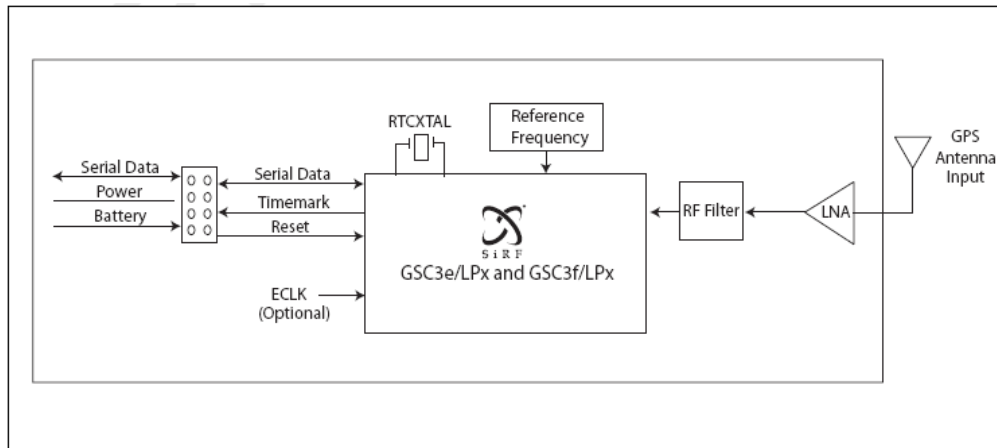 RTCXTAL
Reference
Frequency
GPS
Antenna
Input
Serial Data
Power
Battery
Serial Data
Timemark
Reset
RF Filter
LNA
SiRF
GSC3e/LPx and GSC3f/LPx
ECLK
(Optional)